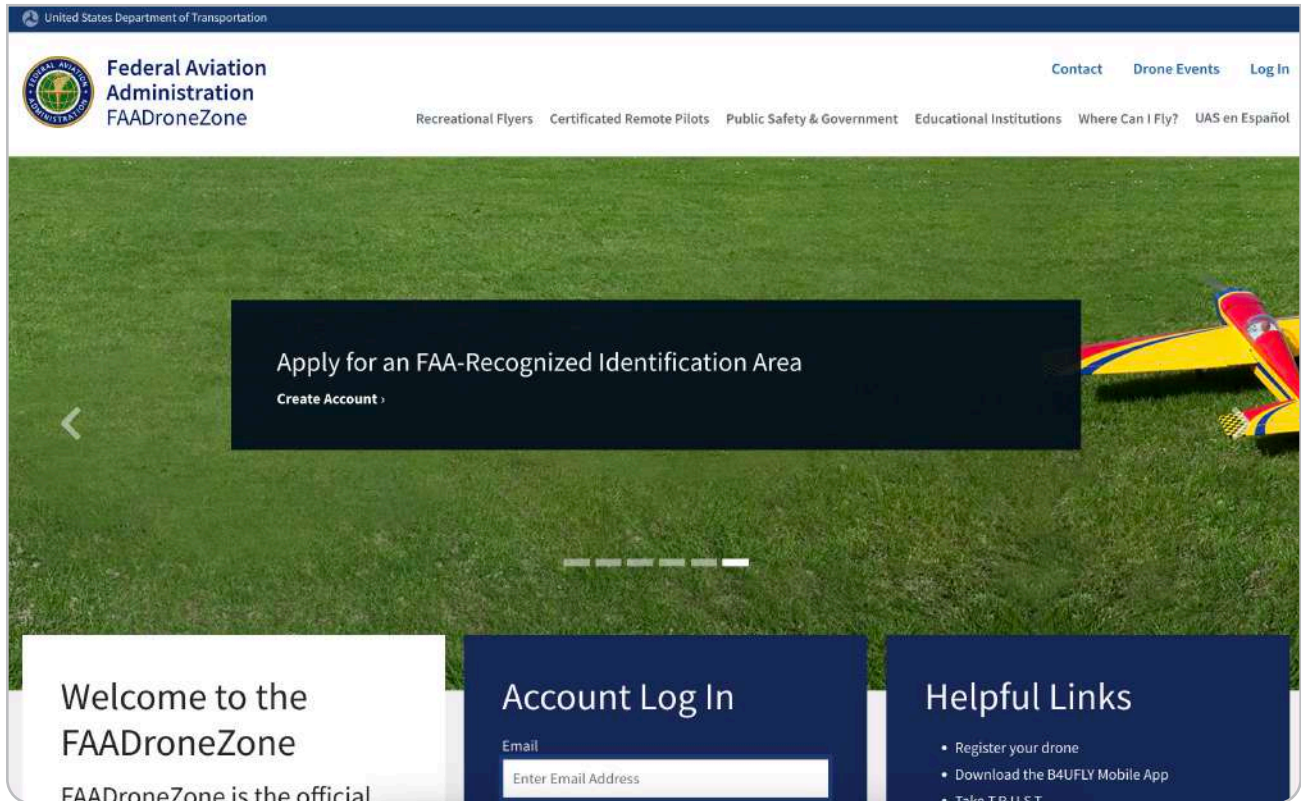 United States Department of Transportation
Federal Aviation
Administration
FAADroneZone
Contact Drone Events Log In
Recreational Flyers Certificated Remote Pilots Public Safety & Government Educational Institutions Where Can I Fly? UAS en Español
Apply for an FAA-Recognized Identification Area
Create Account ›
Welcome to the
FAADroneZone
FAADroneZone is the official
Account Log In
Email
Enter Email Address
Helpful Links
• Register your drone
• Download the B4UFLY Mobile App
• Take T.R.U.S.T.